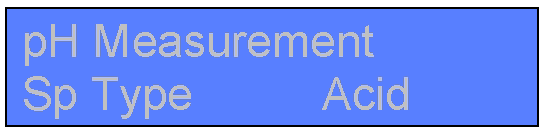 pH Measurement
Sp Type Acid